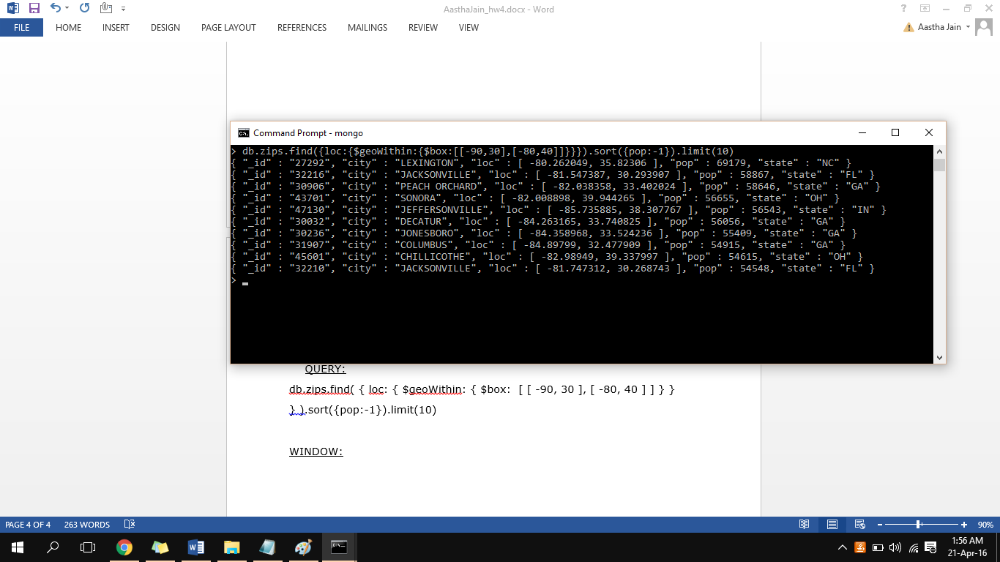 AasthaJain_hw4.docx - Word
?
FILE HOME INSERT DESIGN PAGE LAYOUT REFERENCES MAILINGS REVIEW VIEW Aastha Jain
Command Prompt - mongo
> db.zips.find({loc:{$geoWithin:{$box:[[-90,30],[-80,40]]}}}).sort({pop:-1}).limit(10)
{ "_id" : "27292", "city" : "LEXINGTON", "loc" : [ -80.262049, 35.82306 ], "pop" : 69179, "state" : "NC" }
{ "_id" : "32216", "city" : "JACKSONVILLE", "loc" : [ -81.547387, 30.293907 ], "pop" : 58867, "state" : "FL" }
{ "_id" : "30906", "city" : "PEACH ORCHARD", "loc" : [ -82.038358, 33.402024 ], "pop" : 58646, "state" : "GA" }
{ "_id" : "43701", "city" : "SONORA", "loc" : [ -82.008898, 39.944265 ], "pop" : 56655, "state" : "OH" }
{ "_id" : "47130", "city" : "JEFFERSONVILLE", "loc" : [ -85.735885, 38.307767 ], "pop" : 56543, "state" : "IN" }
{ "_id" : "30032", "city" : "DECATUR", "loc" : [ -84.263165, 33.740825 ], "pop" : 56056, "state" : "GA" }
{ "_id" : "30236", "city" : "JONESBORO", "loc" : [ -84.358968, 33.524236 ], "pop" : 55409, "state" : "GA" }
{ "_id" : "31907", "city" : "COLUMBUS", "loc" : [ -84.89799, 32.477909 ], "pop" : 54915, "state" : "GA" }
{ "_id" : "45601", "city" : "CHILLICOTHE", "loc" : [ -82.98949, 39.337997 ], "pop" : 54615, "state" : "OH" }
{ "_id" : "32210", "city" : "JACKSONVILLE", "loc" : [ -81.747312, 30.268743 ], "pop" : 54548, "state" : "FL" }
>
QUERY:
db.zips.find( { loc: { $geoWithin: { $box: [ [ -90, 30 ], [ -80, 40 ] ] } }
} ).sort({pop:-1}).limit(10)
WINDOW:
PAGE 4 OF 4 263 WORDS 90%
1:56 AM
21-Apr-16